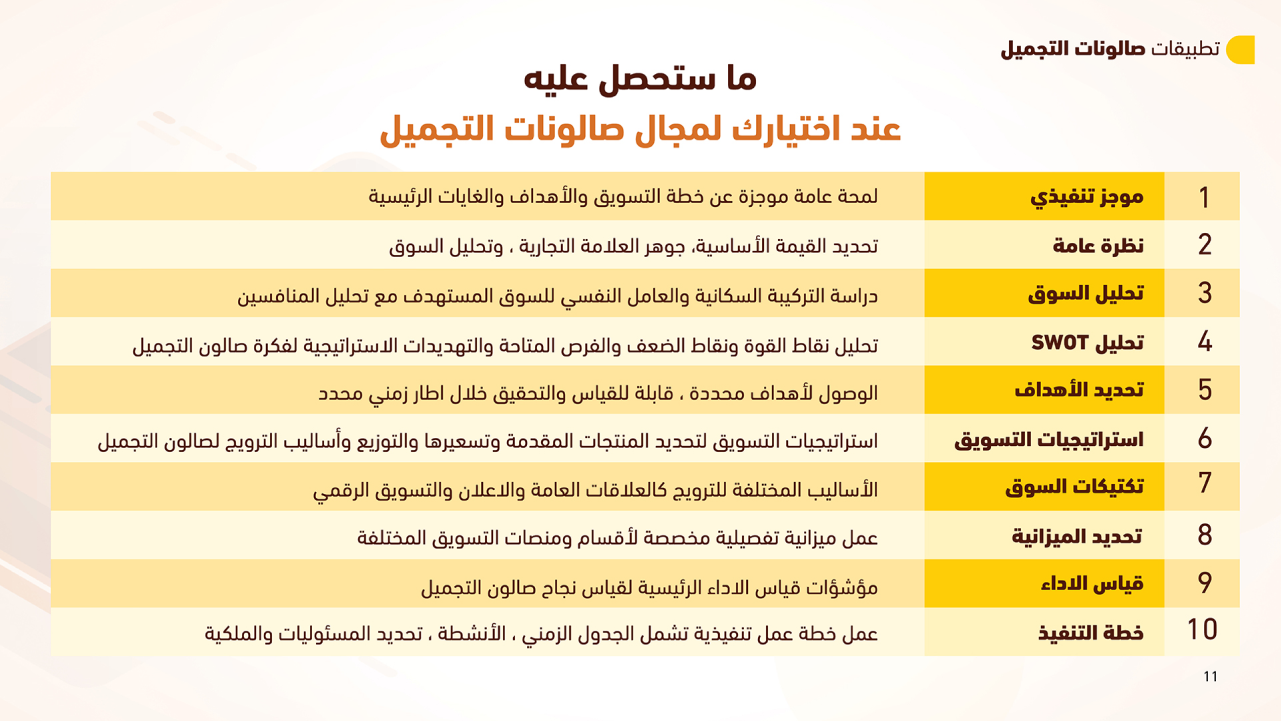 تطبيقات صالونات التجميل
ما ستحصل عليه
عند اختيارك لمجال صالونات التجميل
1 موجز تنفيذي لمحة عامة موجزة عن خطة التسويق والأهداف والغايات الرئيسية
2 نظرة عامة تحديد القيمة الأساسية، جوهر العلامة التجارية ، وتحليل السوق
3 تحليل السوق دراسة التركيبة السكانية والعامل النفسي للسوق المستهدف مع تحليل المنافسين
4 تحليل SWOT تحليل نقاط القوة ونقاط الضعف والفرص المتاحة والتهديدات الاستراتيجية لفكرة صالون التجميل
5 تحديد الأهداف الوصول لأهداف محددة ، قابلة للقياس والتحقيق خلال اطار زمني محدد
6 استراتيجيات التسويق استراتيجيات التسويق لتحديد المنتجات المقدمة وتسعيرها والتوزيع وأساليب الترويج لصالون التجميل
7 تكتيكات السوق الأساليب المختلفة للترويج كالعلاقات العامة والاعلان والتسويق الرقمي
8 تحديد الميزانية عمل ميزانية تفصيلية مخصصة لأقسام ومنصات التسويق المختلفة
9 قياس الاداء مؤشؤات قياس الاداء الرئيسية لقياس نجاح صالون التجميل
10 خطة التنفيذ عمل خطة عمل تنفيذية تشمل الجدول الزمني ، الأنشطة ، تحديد المسئوليات والملكية
11